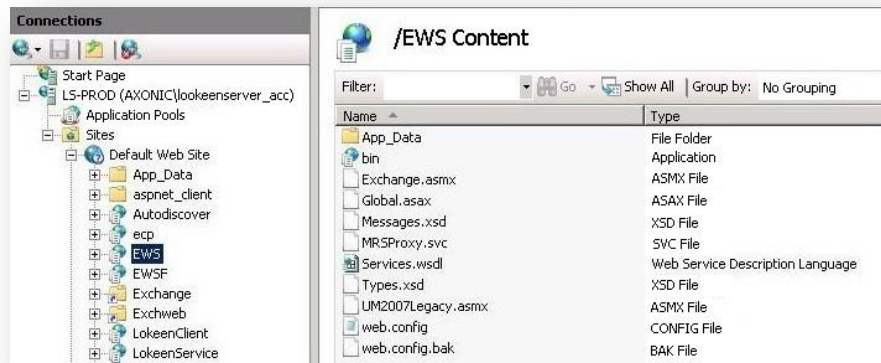 Connections
Start Page
LS-PROD (AXONIC\lookeenserver_acc)
Application Pools
Sites
Default Web Site
App_Data
aspnet_client
Autodiscover
ecp
EWS
EWSF
Exchange
Exchweb
LokeenClient
LokeenService
/EWS Content
Filter: Go Show All Group by: No Grouping
Name Type
App_Data File Folder
bin Application
Exchange.asmx ASMX File
Global.asax ASAX File
Messages.xsd XSD File
MRSProxy.svc SVC File
Services.wsdl Web Service Description Language
Types.xsd XSD File
UM2007Legacy.asmx ASMX File
web.config CONFIG File
web.config.bak BAK File